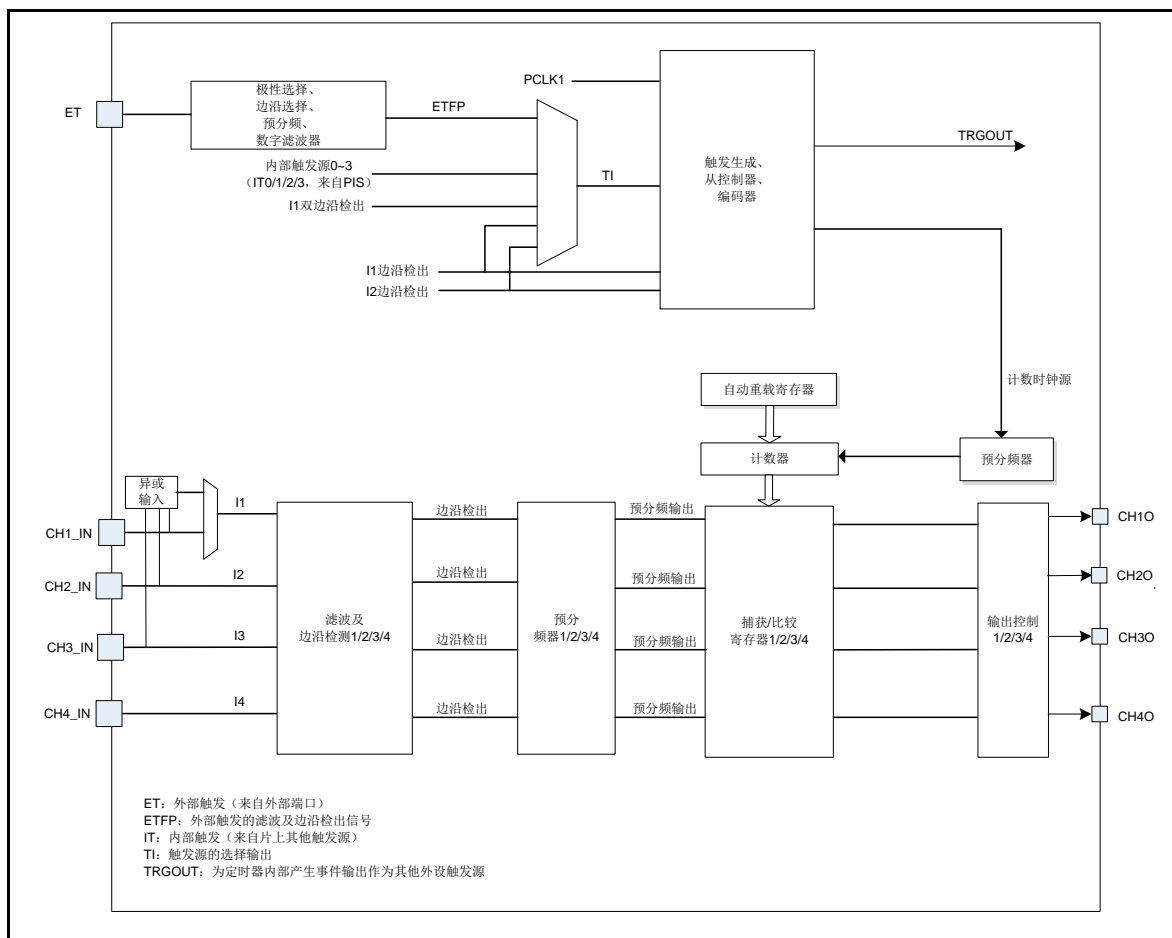 PCLK1
ET
极性选择、
边沿选择、
预分频、
数字滤波器
ETFP
TRGOUT
内部触发源0~3
（IT0/1/2/3，来自PIS）
TI
触发生成、
从控制器、
编码器
I1双边沿检出
I1边沿检出
I2边沿检出
自动重载寄存器
计数时钟源
计数器
预分频器
异或
输入
I1
边沿检出
预分频输出
CH1_IN
CH1O
I2
边沿检出
预分频输出
CH2_IN
CH2O
滤波及
边沿检测1/2/3/4
预分
频器1/2/3/4
捕获/比较
寄存器1/2/3/4
输出控制
1/2/3/4
I3
边沿检出
预分频输出
CH3_IN
CH3O
I4
边沿检出
预分频输出
CH4_IN
CH4O
ET：外部触发（来自外部端口）
ETFP：外部触发的滤波及边沿检出信号
IT：内部触发（来自片上其他触发源）
TI：触发源的选择输出
TRGOUT：为定时器内部产生事件输出作为其他外设触发源